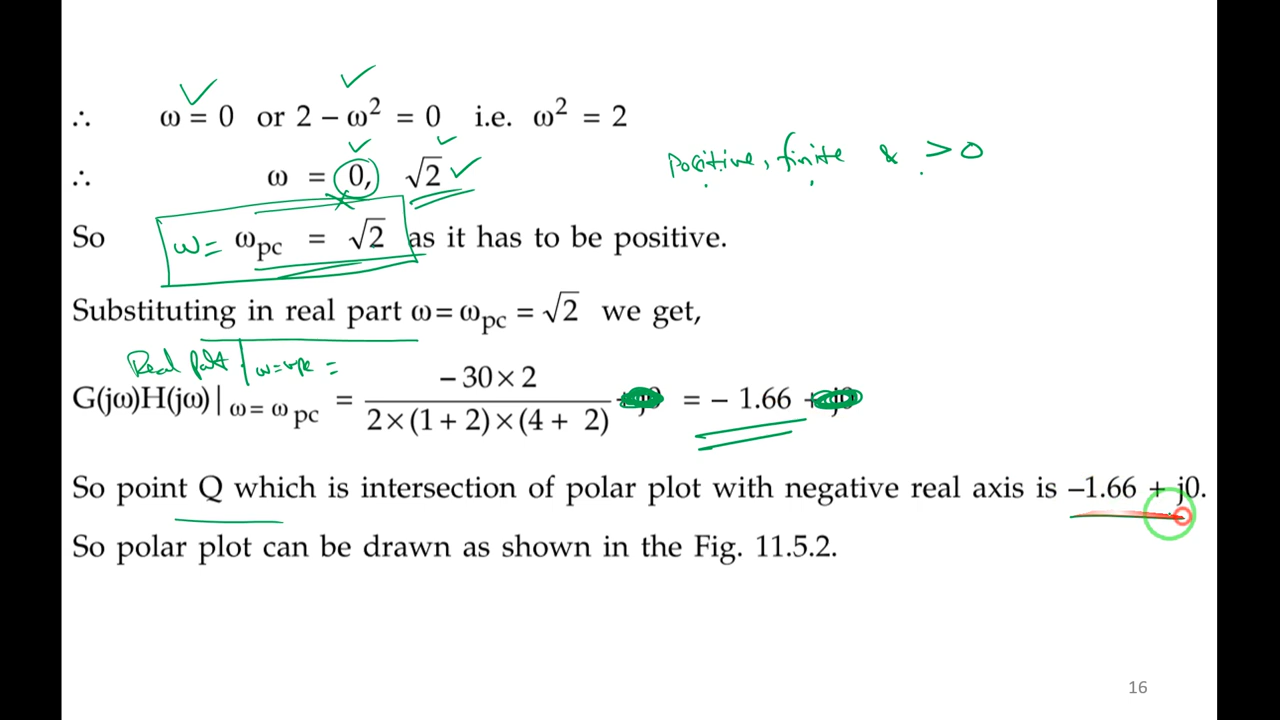 ∴ ω = 0 or 2 − ω² = 0 i.e. ω² = 2
∴ ω = 0, √2
positive, finite & > 0
So ω = ω_pc = √2 as it has to be positive.
Substituting in real part ω = ω_pc = √2 we get,
Real part | ω = ω_pc =
G(jω)H(jω)| ω = ω_pc = −30×2 / 2×(1+2)×(4+ 2) = − 1.66
So point Q which is intersection of polar plot with negative real axis is −1.66 + j0.
So polar plot can be drawn as shown in the Fig. 11.5.2.
16